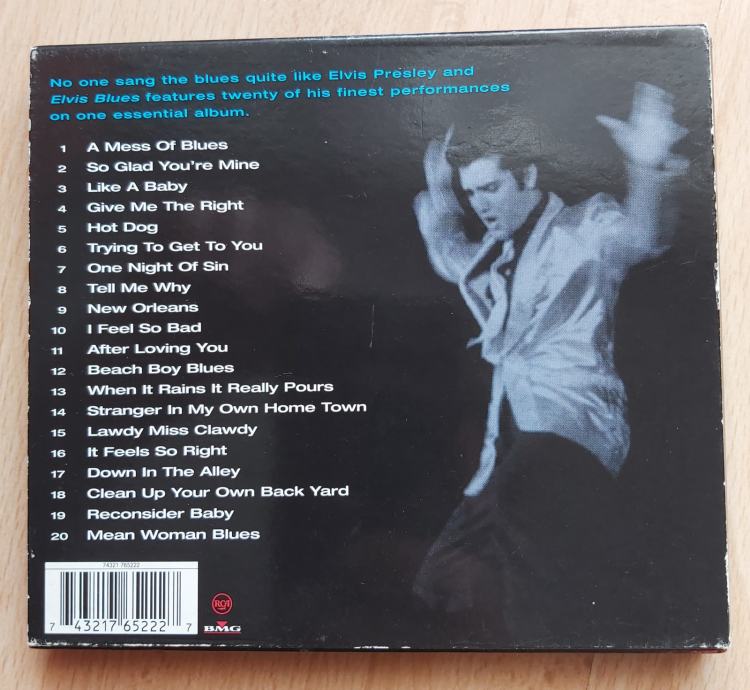 No one sang the blues quite like Elvis Presley and
Elvis Blues features twenty of his finest performances
on one essential album.
1 A Mess Of Blues
2 So Glad You're Mine
3 Like A Baby
4 Give Me The Right
5 Hot Dog
6 Trying To Get To You
7 One Night Of Sin
8 Tell Me Why
9 New Orleans
10 I Feel So Bad
11 After Loving You
12 Beach Boy Blues
13 When It Rains It Really Pours
14 Stranger In My Own Home Town
15 Lawdy Miss Clawdy
16 It Feels So Right
17 Down In The Alley
18 Clean Up Your Own Back Yard
19 Reconsider Baby
20 Mean Woman Blues
74321 765222
7 43217 65222 7
RCA
BMG